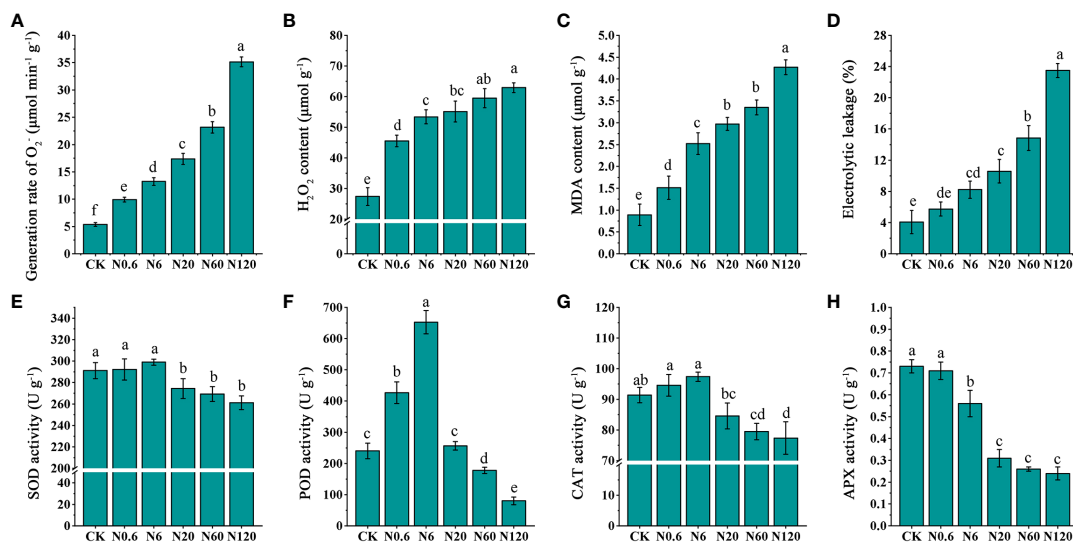 A
Generation rate of O₂⁻ (μmol min⁻¹ g⁻¹)
40
35
30
25
20
15
10
5
0
f e d c b a
CK N0.6 N6 N20 N60 N120
B
H₂O₂ content (μmol g⁻¹)
80
70
60
50
40
30
20
0
e d c bc ab a
CK N0.6 N6 N20 N60 N120
C
MDA content (μmol g⁻¹)
5.0
4.5
4.0
3.5
3.0
2.5
2.0
1.5
1.0
0.5
0.0
e d c b b a
CK N0.6 N6 N20 N60 N120
D
Electrolytic leakage (%)
28
24
20
16
12
8
4
0
e de cd c b a
CK N0.6 N6 N20 N60 N120
E
SOD activity (U g⁻¹)
340
320
300
280
260
240
220
200
40
20
0
a a a b b b
CK N0.6 N6 N20 N60 N120
F
POD activity (U g⁻¹)
700
600
500
400
300
200
100
0
c b a c d e
CK N0.6 N6 N20 N60 N120
G
CAT activity (U g⁻¹)
120
110
100
90
80
70
10
0
ab a a bc cd d
CK N0.6 N6 N20 N60 N120
H
APX activity (U g⁻¹)
1.0
0.9
0.8
0.7
0.6
0.5
0.4
0.3
0.2
0.1
0.0
a a b c c c
CK N0.6 N6 N20 N60 N120